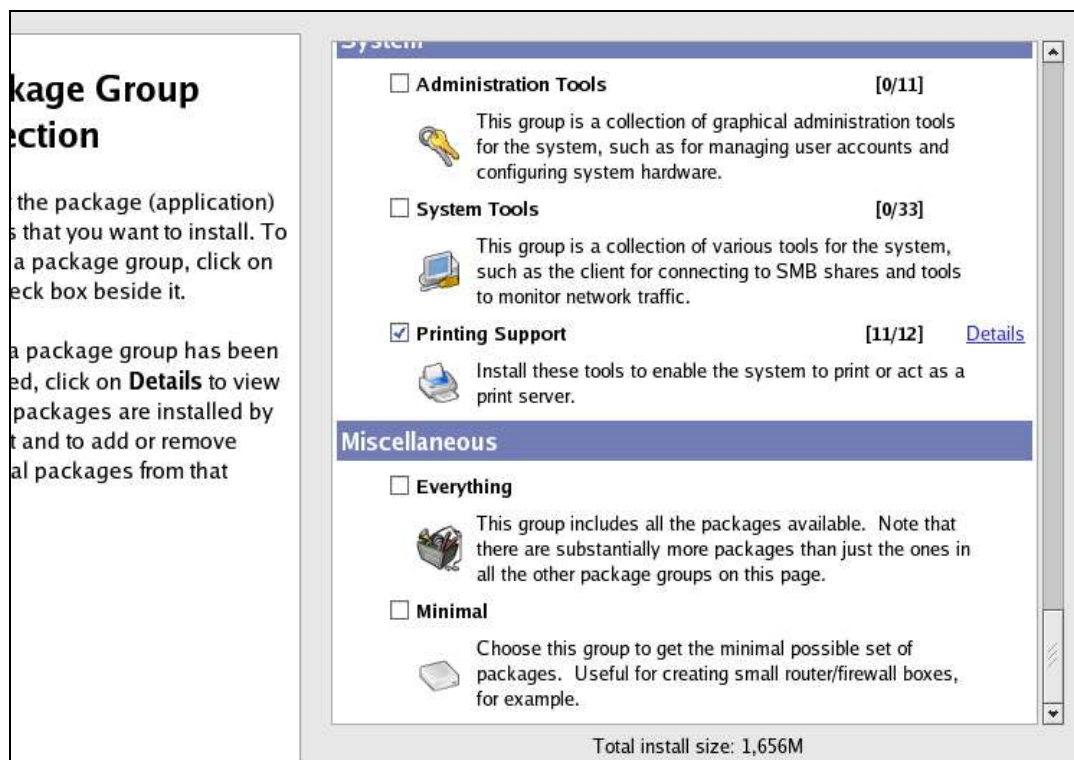 kage Group
ection
the package (application)
s that you want to install. To
a package group, click on
eck box beside it.
a package group has been
ed, click on Details to view
packages are installed by
t and to add or remove
al packages from that
System
Administration Tools [0/11]
This group is a collection of graphical administration tools
for the system, such as for managing user accounts and
configuring system hardware.
System Tools [0/33]
This group is a collection of various tools for the system,
such as the client for connecting to SMB shares and tools
to monitor network traffic.
Printing Support [11/12] Details
Install these tools to enable the system to print or act as a
print server.
Miscellaneous
Everything
This group includes all the packages available. Note that
there are substantially more packages than just the ones in
all the other package groups on this page.
Minimal
Choose this group to get the minimal possible set of
packages. Useful for creating small router/firewall boxes,
for example.
Total install size: 1,656M